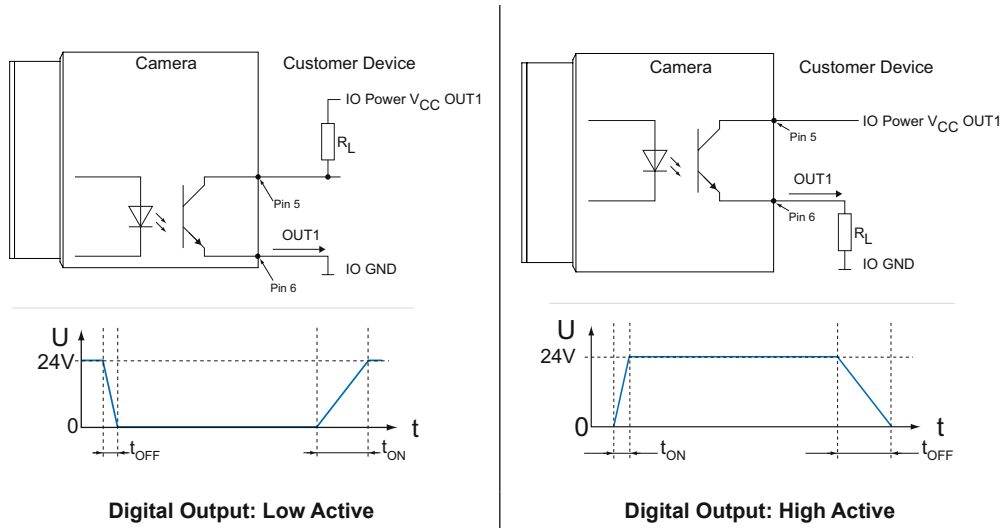 Camera
Customer Device
IO Power VCC OUT1
RL
Pin 5
OUT1
IO GND
Pin 6
U
24V
0
t
tOFF
tON
Digital Output: Low Active
Camera
Customer Device
IO Power VCC OUT1
Pin 5
OUT1
Pin 6
RL
IO GND
U
24V
0
t
tON
tOFF
Digital Output: High Active